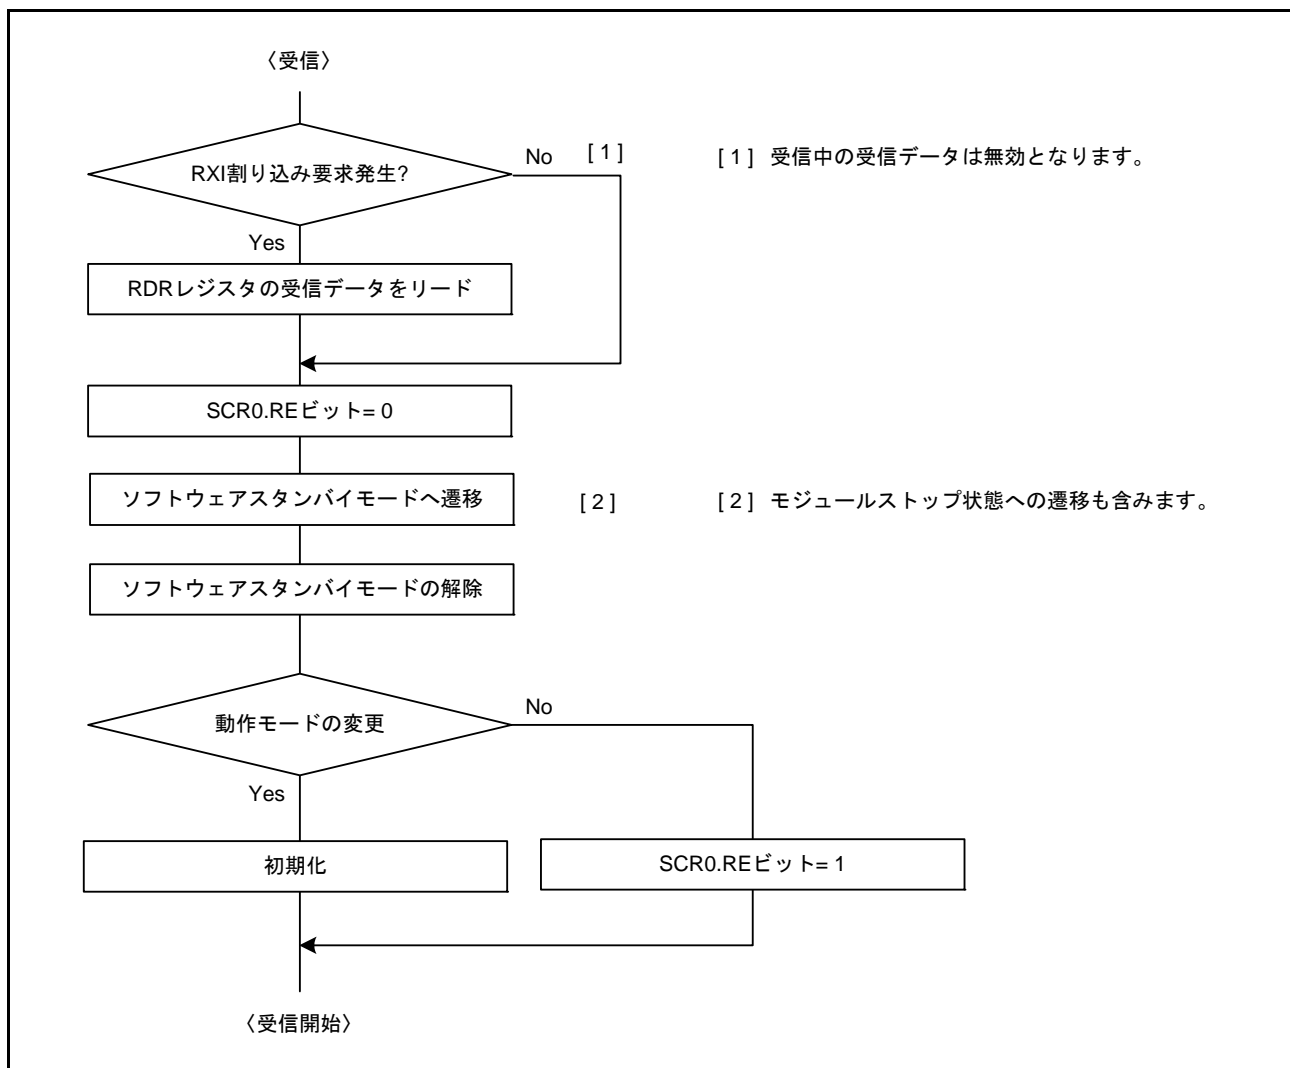 〈受信〉
RXI割り込み要求発生?
No
[ 1 ]
[ 1 ] 受信中の受信データは無効となります。
Yes
RDRレジスタの受信データをリード
SCR0.REビット= 0
ソフトウェアスタンバイモードへ遷移
[ 2 ]
[ 2 ] モジュールストップ状態への遷移も含みます。
ソフトウェアスタンバイモードの解除
動作モードの変更
No
Yes
初期化
SCR0.REビット= 1
〈受信開始〉